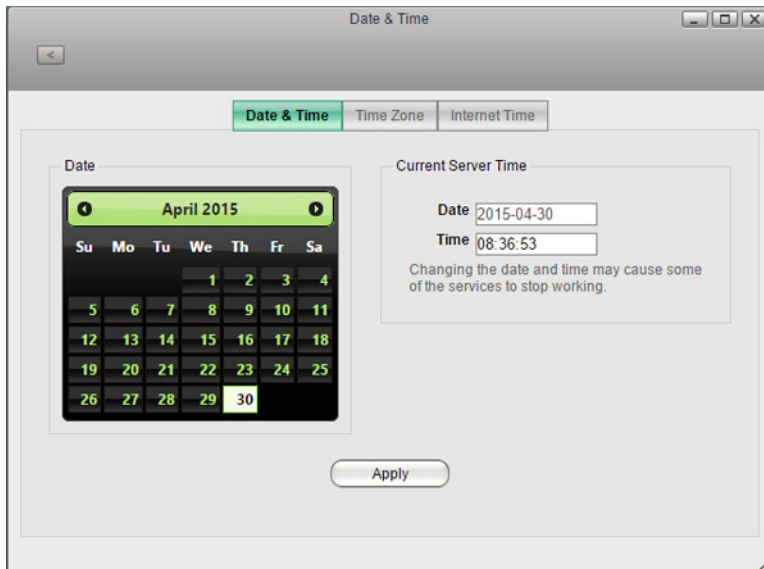 Date & Time
<
Date & Time Time Zone Internet Time
Date
April 2015
Su Mo Tu We Th Fr Sa
1 2 3 4
5 6 7 8 9 10 11
12 13 14 15 16 17 18
19 20 21 22 23 24 25
26 27 28 29 30
Current Server Time
Date 2015-04-30
Time 08:36:53
Changing the date and time may cause some
of the services to stop working.
Apply